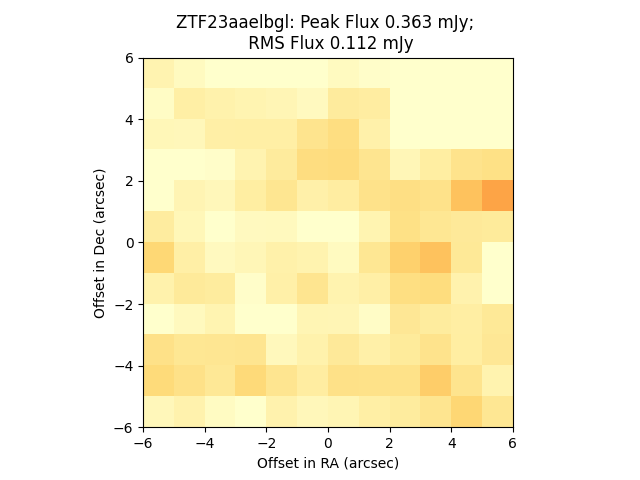 ZTF23aaelbgl: Peak Flux 0.363 mJy;
RMS Flux 0.112 mJy
6
4
2
0
−2
−4
−6
Offset in Dec (arcsec)
−6 −4 −2 0 2 4 6
Offset in RA (arcsec)